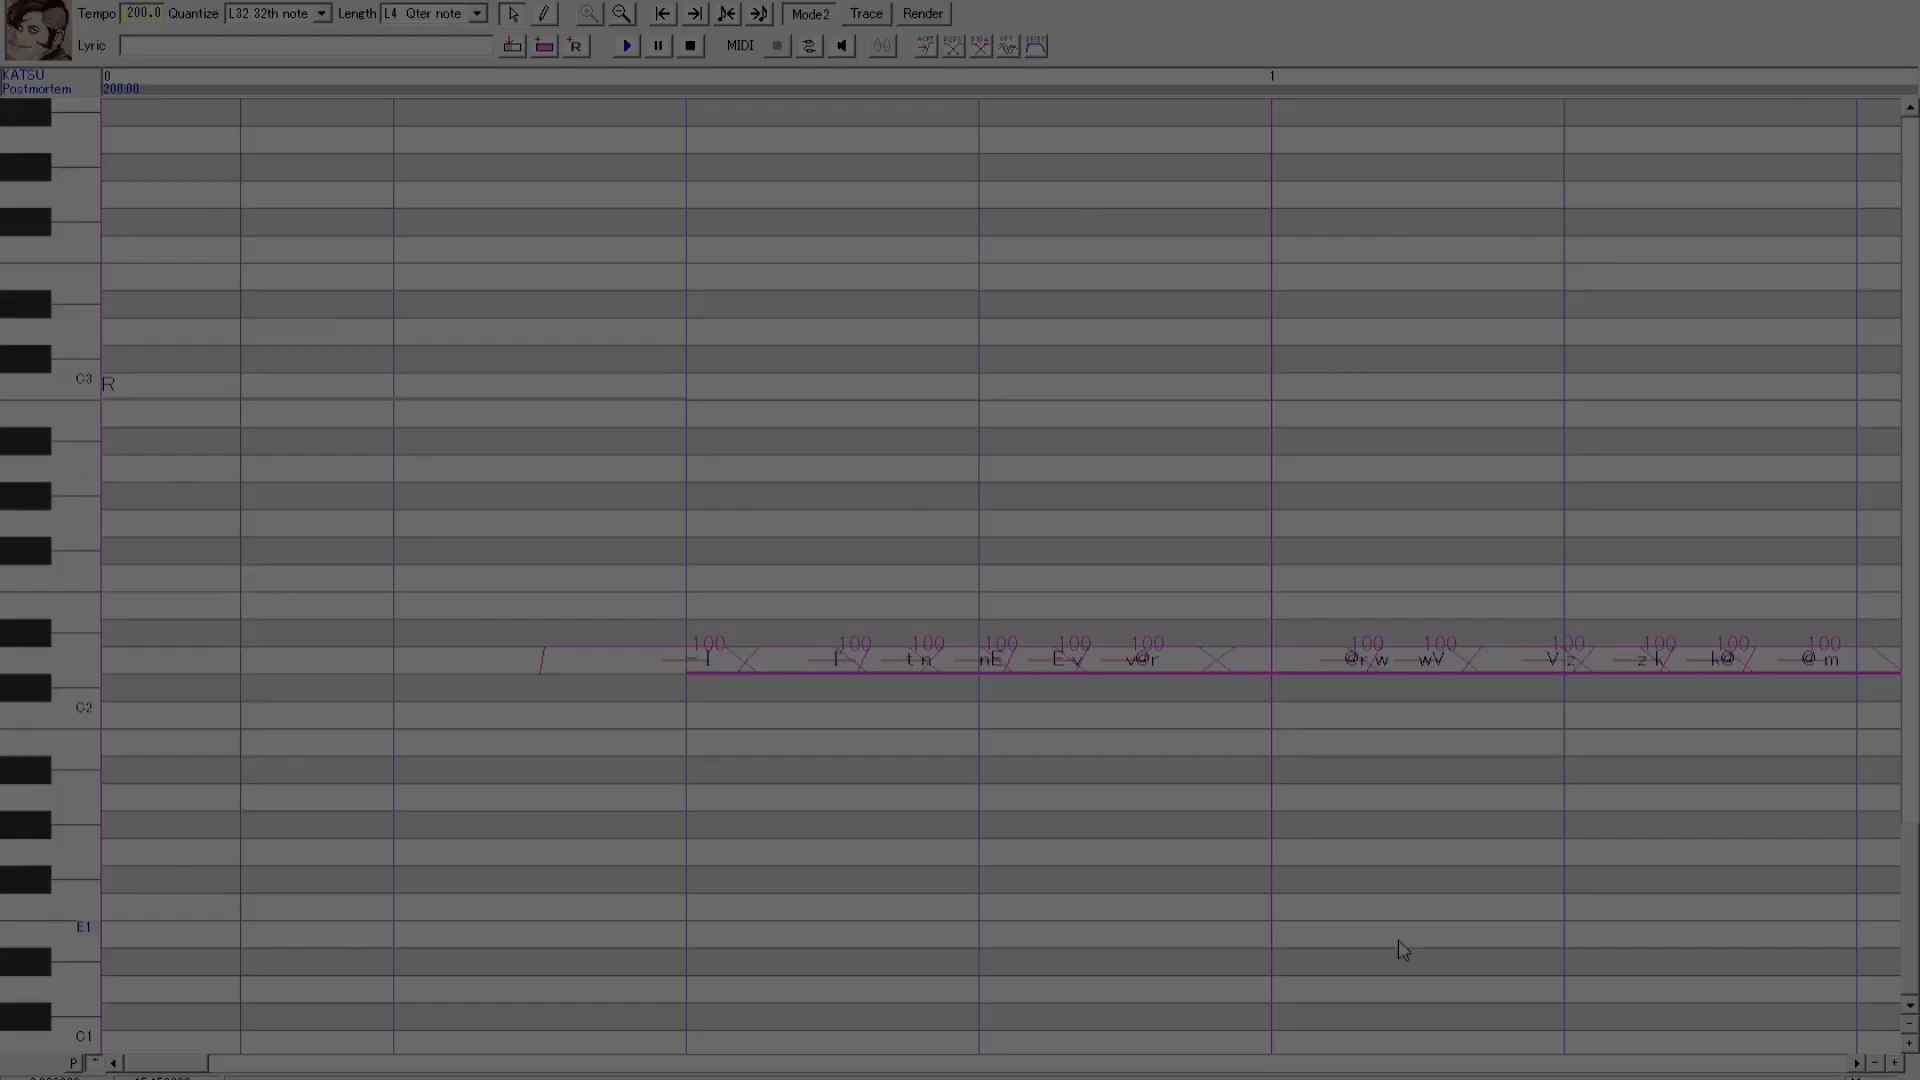 Tempo 200.0 Quantize L32 32th note Length L4 Qter note Mode2 Trace Render
Lyric MIDI
KATSU 0 1
Postmortem 200.00
C3 R
100 100 100 100 100 100 100 100 100 100 100 100
I I t n nE E v v@r @r w wV V z z k k@ @ m
C2
E1
C1
P